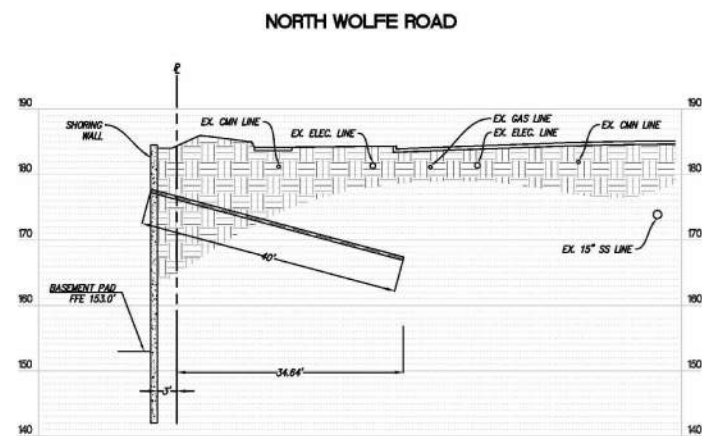 NORTH WOLFE ROAD
190
190
SHORING
WALL
EX. CMN LINE
EX. ELEC. LINE
EX. GAS LINE
EX. ELEC. LINE
EX. CMN LINE
180
180
170
170
40'
EX. 15" SS LINE
BASEMENT PAD
FFE 153.0'
160
160
150
150
34.64'
3'
140
140